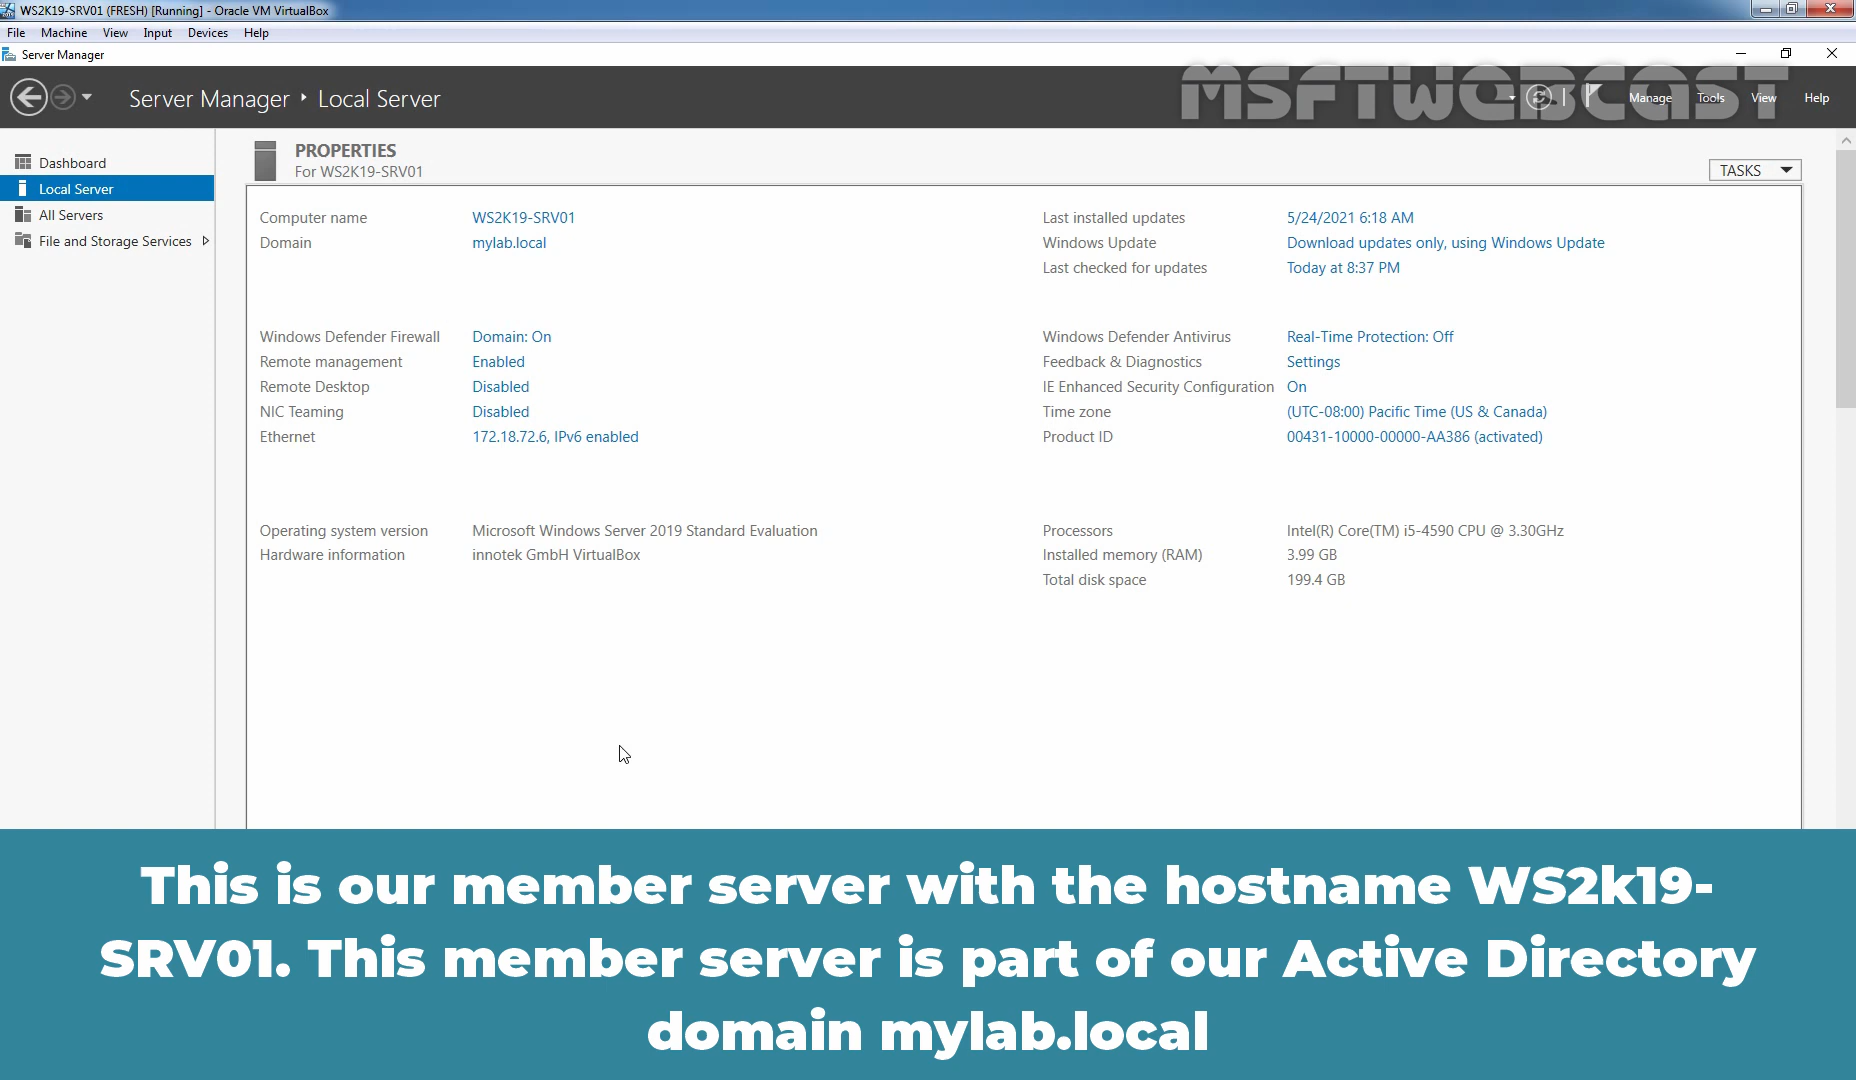 WS2K19-SRV01 (FRESH) [Running] - Oracle VM VirtualBox
File Machine View Input Devices Help
Server Manager
Server Manager ‣ Local Server
MSFTWEBCAST
Manage Tools View Help
Dashboard
Local Server
All Servers
File and Storage Services
PROPERTIES
For WS2K19-SRV01
TASKS
Computer name WS2K19-SRV01
Domain mylab.local
Last installed updates 5/24/2021 6:18 AM
Windows Update Download updates only, using Windows Update
Last checked for updates Today at 8:37 PM
Windows Defender Firewall Domain: On
Remote management Enabled
Remote Desktop Disabled
NIC Teaming Disabled
Ethernet 172.18.72.6, IPv6 enabled
Windows Defender Antivirus Real-Time Protection: Off
Feedback & Diagnostics Settings
IE Enhanced Security Configuration On
Time zone (UTC-08:00) Pacific Time (US & Canada)
Product ID 00431-10000-00000-AA386 (activated)
Operating system version Microsoft Windows Server 2019 Standard Evaluation
Hardware information innotek GmbH VirtualBox
Processors Intel(R) Core(TM) i5-4590 CPU @ 3.30GHz
Installed memory (RAM) 3.99 GB
Total disk space 199.4 GB
This is our member server with the hostname WS2k19-
SRV01. This member server is part of our Active Directory
domain mylab.local